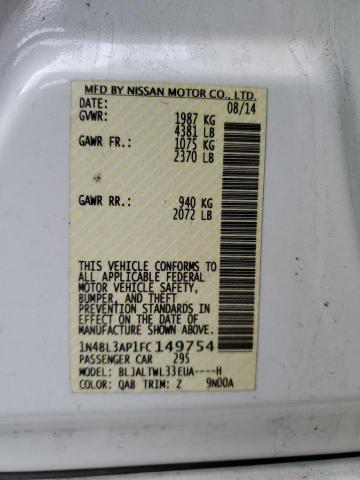 MFD BY NISSAN MOTOR CO., LTD.
DATE: 08/14
GVWR: 1987 KG
4381 LB
GAWR FR.: 1075 KG
2370 LB
GAWR RR.: 940 KG
2072 LB
THIS VEHICLE CONFORMS TO
ALL APPLICABLE FEDERAL
MOTOR VEHICLE SAFETY,
BUMPER, AND THEFT
PREVENTION STANDARDS IN
EFFECT ON THE DATE OF
MANUFACTURE SHOWN ABOVE.
1N4BL3AP1FC149754
PASSENGER CAR 295
MODEL: BLJALTWL33EUA----H
COLOR: QAB TRIM: Z 9N00A